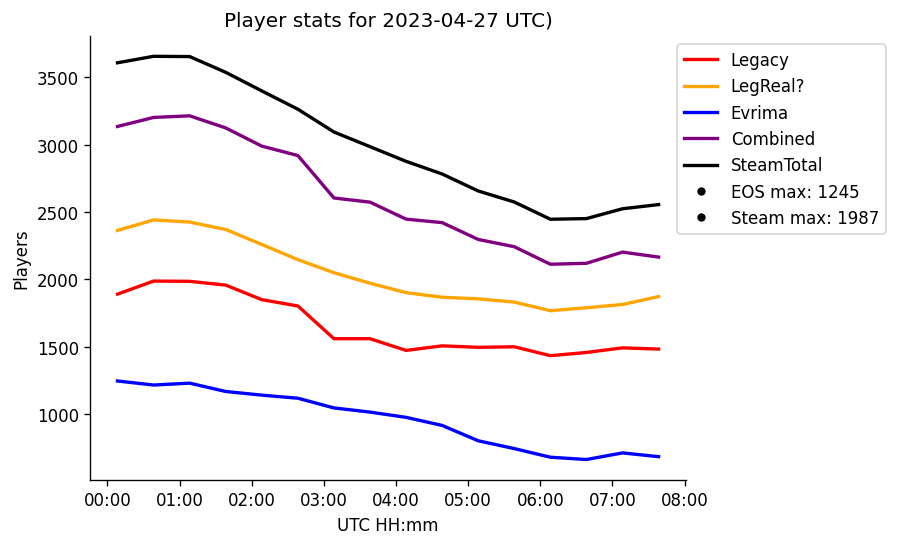 Player stats for 2023-04-27 UTC)
Players
3500
3000
2500
2000
1500
1000
00:00 01:00 02:00 03:00 04:00 05:00 06:00 07:00 08:00
UTC HH:mm
Legacy
LegReal?
Evrima
Combined
SteamTotal
EOS max: 1245
Steam max: 1987